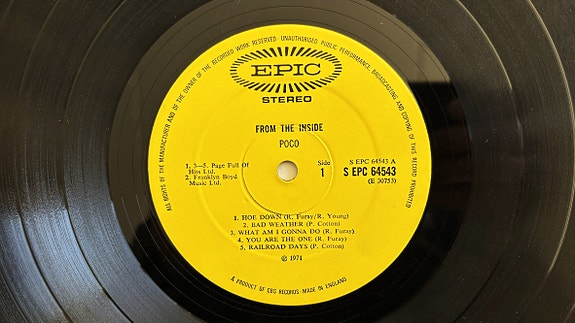 ALL RIGHTS OF THE MANUFACTURER AND OF THE OWNER OF THE RECORDED WORK RESERVED. UNAUTHORISED PUBLIC PERFORMANCE, BROADCASTING AND COPYING OF THIS RECORD PROHIBITED
EPIC
STEREO
FROM THE INSIDE
POCO
1. 3—5. Page Full Of
Hits Ltd.
2. Franklyn Boyd
Music Ltd.
Side
1
S EPC 64543 A
S EPC 64543
(E 30753)
1. HOE DOWN (R. Furay/R. Young)
2. BAD WEATHER (P. Cotton)
3. WHAT AM I GONNA DO (R. Furay)
4. YOU ARE THE ONE (R. Furay)
5. RAILROAD DAYS (P. Cotton)
℗ 1971
A PRODUCT OF CBS RECORDS · MADE IN ENGLAND